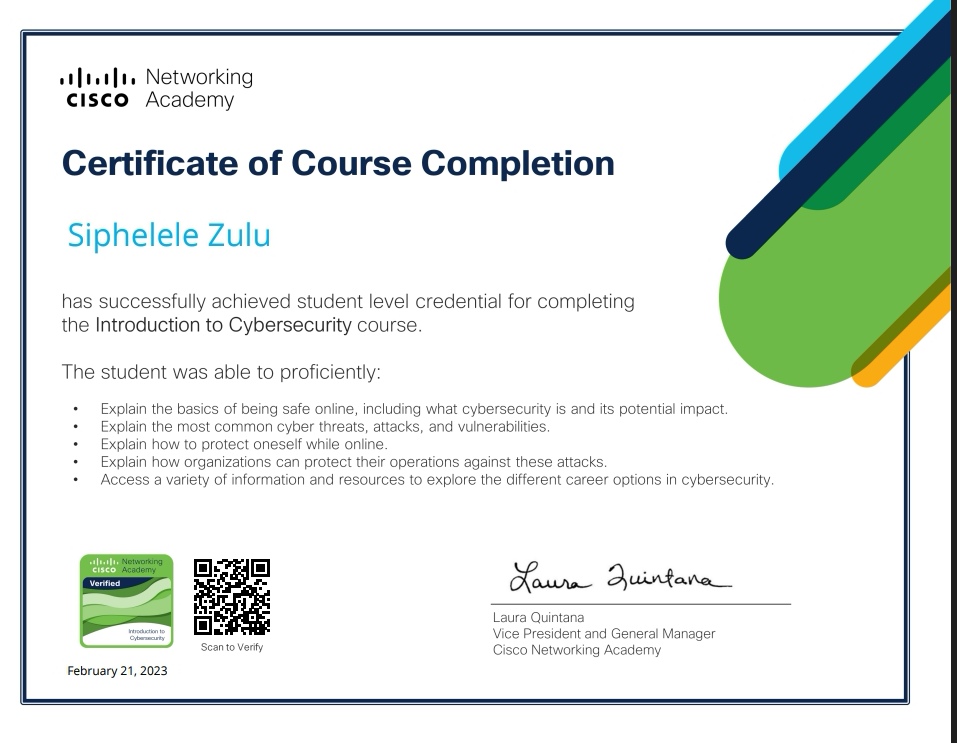 Networking
CISCO Academy
Certificate of Course Completion
Siphelele Zulu
has successfully achieved student level credential for completing
the Introduction to Cybersecurity course.
The student was able to proficiently:
• Explain the basics of being safe online, including what cybersecurity is and its potential impact.
• Explain the most common cyber threats, attacks, and vulnerabilities.
• Explain how to protect oneself while online.
• Explain how organizations can protect their operations against these attacks.
• Access a variety of information and resources to explore the different career options in cybersecurity.
Networking
CISCO Academy
Verified
Introduction to
Cybersecurity
Scan to Verify
February 21, 2023
Laura Quintana
Laura Quintana
Vice President and General Manager
Cisco Networking Academy